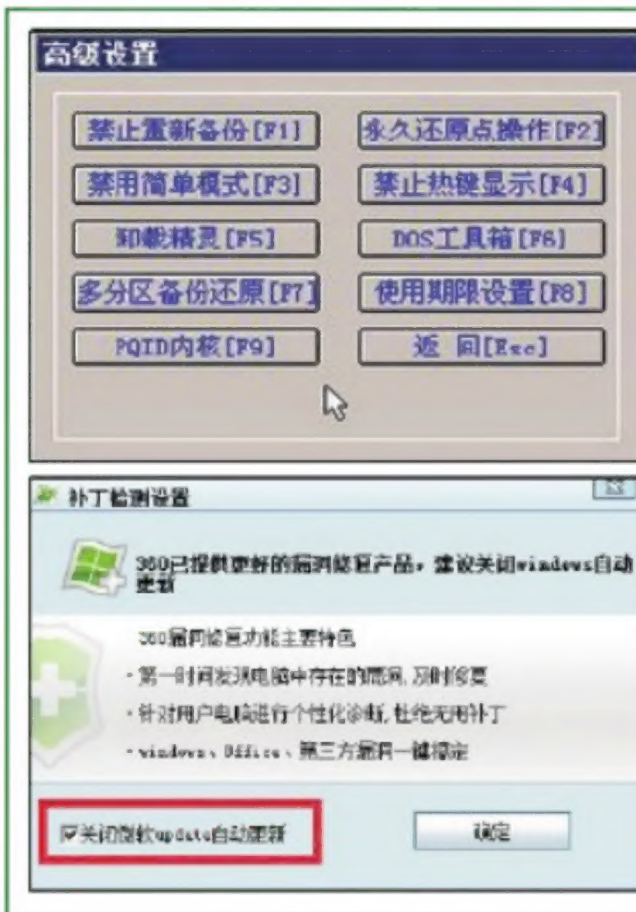 高级设置
禁止重新备份[F1] 永久还原点操作[F2]
禁用简单模式[F3] 禁止热键显示[F4]
卸载精灵[F5] DOS工具箱[F6]
多分区备份还原[F7] 使用期限设置[F8]
PQID内核[F9] 返 回[Esc]
补丁检测设置
360已提供更好的漏洞修复产品，建议关闭windows自动
更新
360漏洞修复功能主要特色
·第一时间发现电脑中存在的漏洞,及时修复
·针对用户电脑进行个性化诊断,杜绝无用补丁
·windows、Office、第三方漏洞一键搞定
关闭微软update自动更新
确定